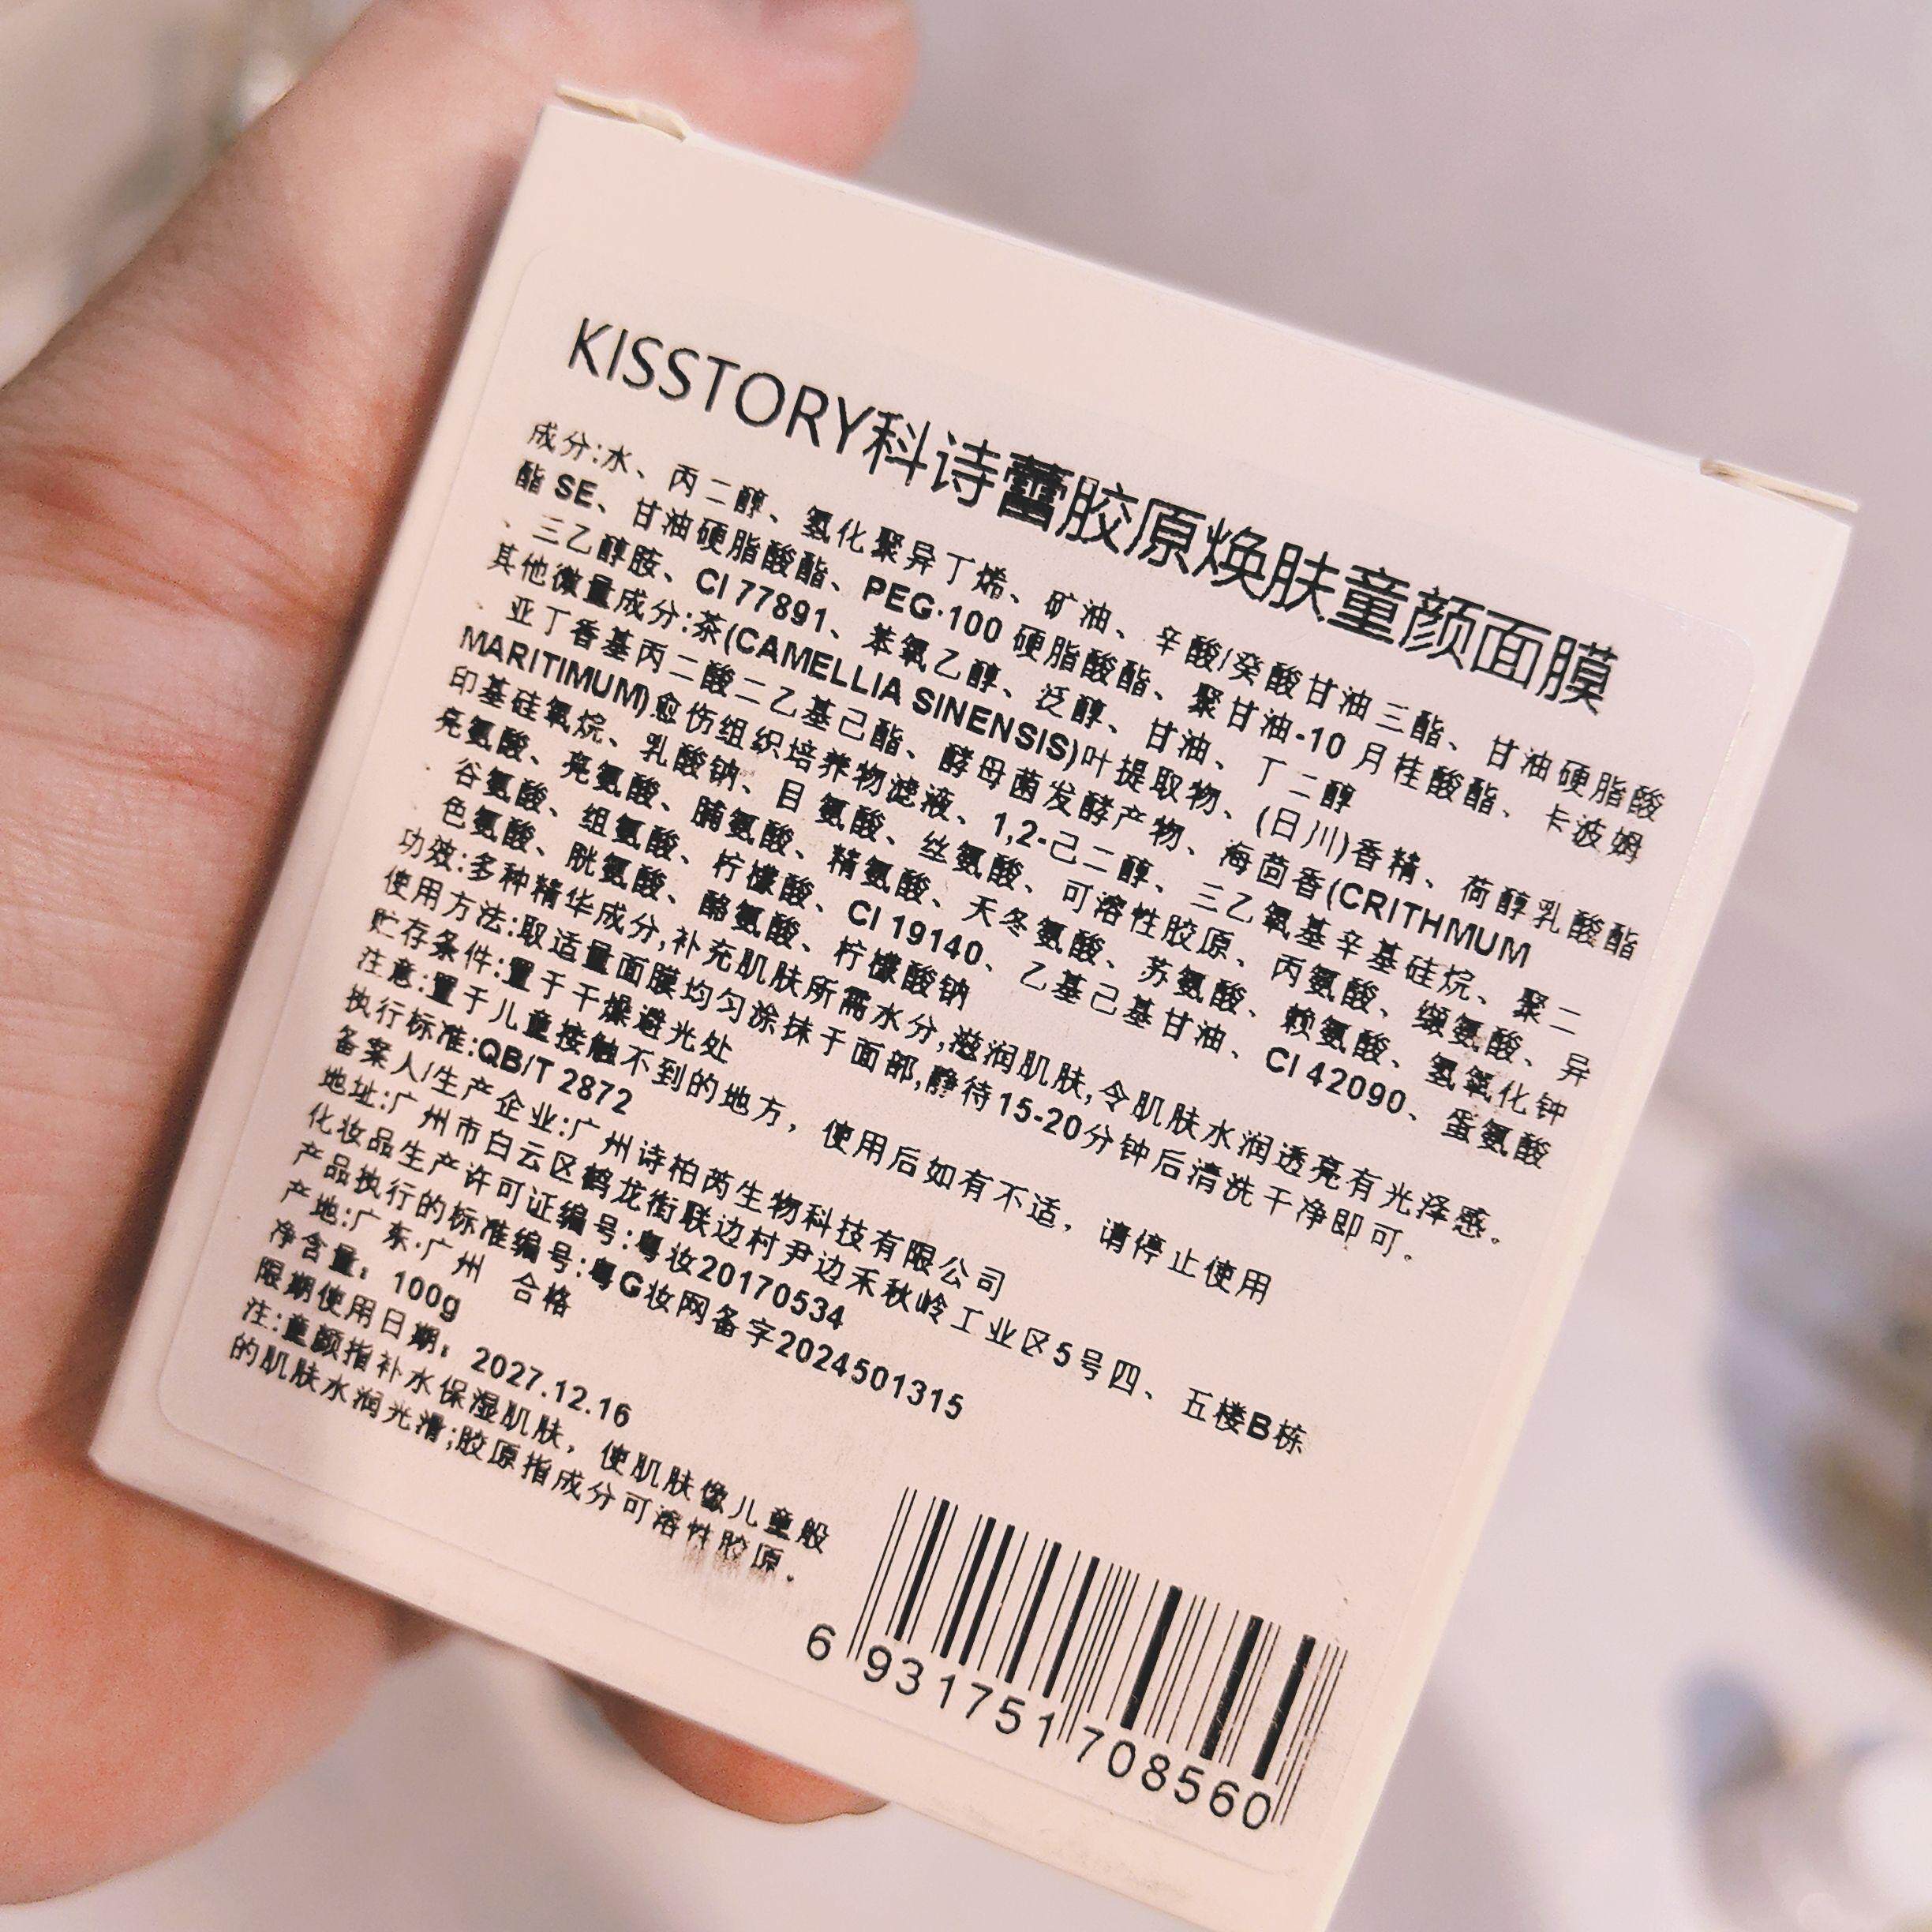 KISSTORY科诗蕾胶原焕肤童颜面膜
成分:水、丙二醇、氢化聚异丁烯、矿油、辛酸/癸酸甘油三酯、甘油硬脂酸
酯 SE、甘油硬脂酸酯、PEG-100 硬脂酸酯、聚甘油-10 月桂酸酯、卡波姆
、三乙醇胺、CI 77891、苯氧乙醇、泛醇、甘油、丁二醇
其他微量成分:茶(CAMELLIA SINENSIS)叶提取物、(日川)香精、荷醇乳酸酯
、亚丁香基丙二酸二乙基己酯、酵母菌发酵产物、海茴香(CRITHMUM
MARITIMUM)愈伤组织培养物滤液、1,2-己二醇、三乙氧基辛基硅烷、聚二
印基硅氧烷、乳酸钠、目 氨酸、丝氨酸、可溶性胶原、丙氨酸、缬氨酸、异
亮氨酸、亮氨酸、脯氨酸、精氨酸、天冬氨酸、苏氨酸、赖氨酸、氢氧化钟
谷氨酸、组氨酸、柠檬酸、CI 19140、乙基己基甘油、CI 42090、蛋氨酸
色氨酸、胱氨酸、酪氨酸、柠檬酸钠
功效:多种精华成分,补充肌肤所需水分,滋润肌肤,令肌肤水润透亮有光泽感。
使用方法:取适量面膜均匀涂抹于面部,静待15-20分钟后清洗干净即可。
贮存条件:置于干燥避光处
注意:置于儿童接触不到的地方，使用后如有不适，请停止使用
执行标准:QB/T 2872
备案人/生产企业:广州诗柏芮生物科技有限公司
地址:广州市白云区鹤龙街联边村尹边禾秋岭工业区5号四、五楼B栋
化妆品生产许可证编号:粤妆20170534
产品执行的标准编号:粤G妆网备字2024501315
产地:广东·广州 合格
净含量：100g
限期使用日期：2027.12.16
注:童颜指补水保湿肌肤，使肌肤像儿童般
的肌肤水润光滑;胶原指成分可溶性胶原.
6 931751 708560